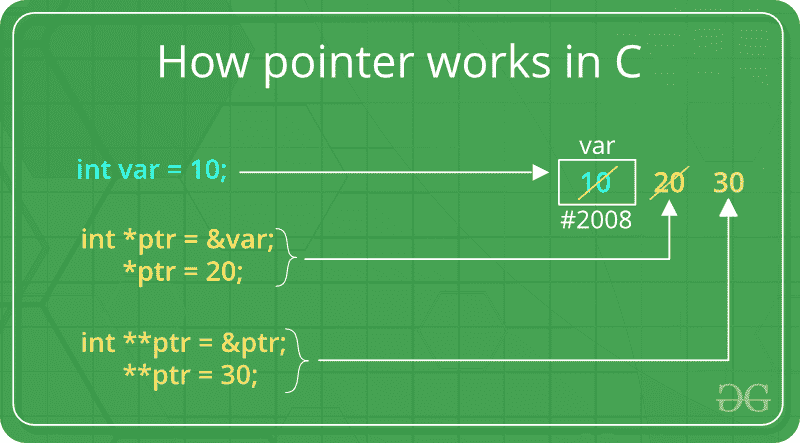 How pointer works in C
var
int var = 10;
10 20 30
#2008
int *ptr = &var;
*ptr = 20;
int **ptr = &ptr;
**ptr = 30;